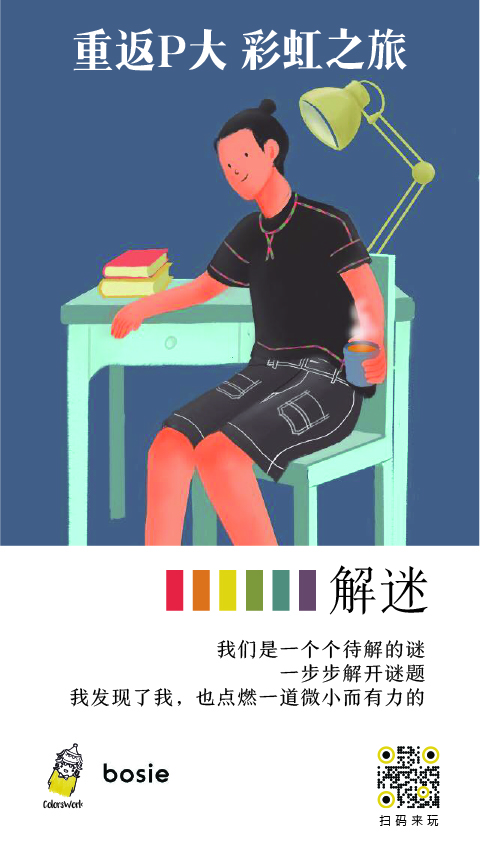 重返P大 彩虹之旅
解迷
我们是一个个待解的谜
一步步解开谜题
我发现了我，也点燃一道微小而有力的
ColorsWork
bosie
扫码来玩